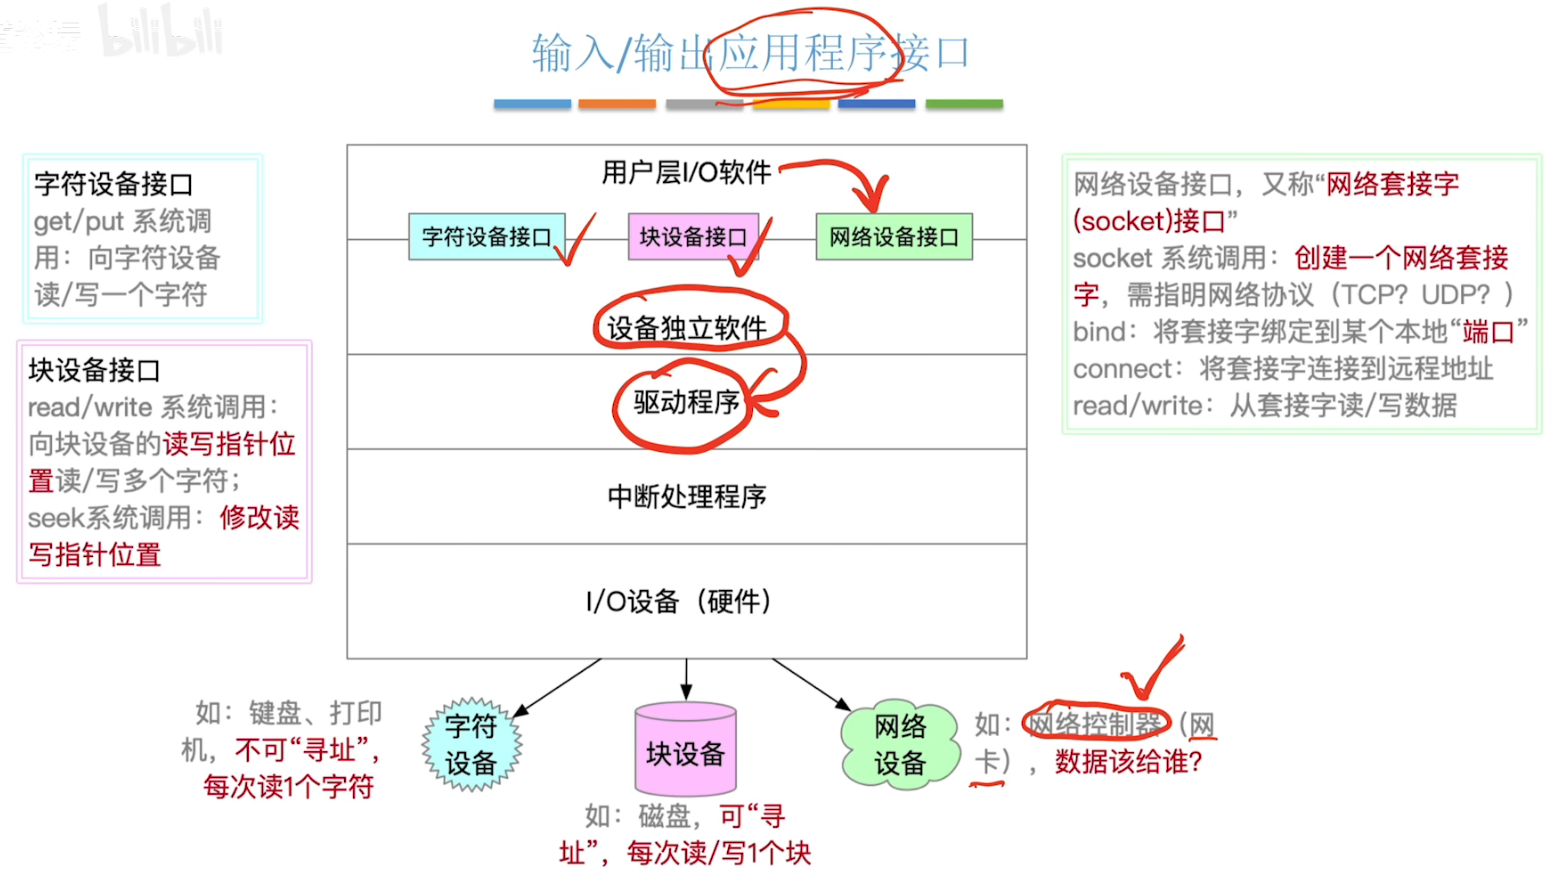 bilibili
输入/输出应用程序接口
字符设备接口
get/put 系统调
用：向字符设备
读/写一个字符
块设备接口
read/write 系统调用：
向块设备的读写指针位
置读/写多个字符；
seek系统调用：修改读
写指针位置
用户层I/O软件
字符设备接口
块设备接口
网络设备接口
设备独立软件
驱动程序
中断处理程序
I/O设备（硬件）
网络设备接口，又称“网络套接字
(socket)接口”
socket 系统调用：创建一个网络套接
字，需指明网络协议（TCP？UDP？）
bind：将套接字绑定到某个本地“端口”
connect：将套接字连接到远程地址
read/write：从套接字读/写数据
如：键盘、打印
机，不可“寻址”，
每次读1个字符
字符
设备
块设备
如：磁盘，可“寻
址”，每次读/写1个块
网络
设备
如：网络控制器（网
卡），数据该给谁？